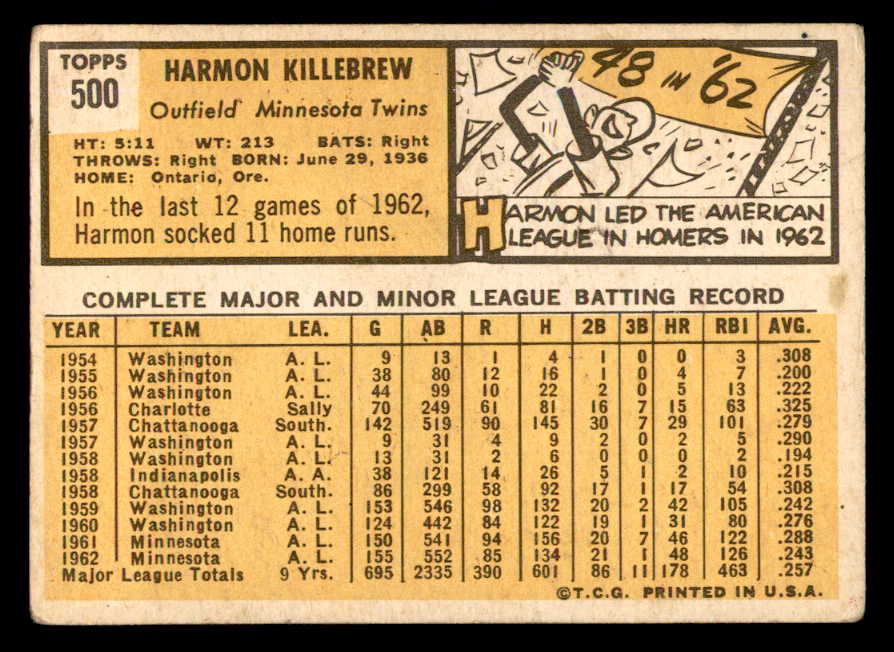 TOPPS
500
HARMON KILLEBREW
Outfield Minnesota Twins
HT: 5:11 WT: 213 BATS: Right
THROWS: Right BORN: June 29, 1936
HOME: Ontario, Ore.
In the last 12 games of 1962,
Harmon socked 11 home runs.
48 IN '62
HARMON LED THE AMERICAN
LEAGUE IN HOMERS IN 1962
COMPLETE MAJOR AND MINOR LEAGUE BATTING RECORD
YEAR TEAM LEA. G AB R H 2B 3B HR RBI AVG.
1954 Washington A. L. 9 13 1 4 1 0 0 3 .308
1955 Washington A. L. 38 80 12 16 1 0 4 7 .200
1956 Washington A. L. 44 99 10 22 2 0 5 13 .222
1956 Charlotte Sally 70 249 61 81 16 7 15 63 .325
1957 Chattanooga South. 142 519 90 145 30 7 29 101 .279
1957 Washington A. L. 9 31 4 9 2 0 2 5 .290
1958 Washington A. L. 13 31 2 6 0 0 0 2 .194
1958 Indianapolis A. A. 38 121 14 26 5 1 2 10 .215
1958 Chattanooga South. 86 299 58 92 17 1 17 54 .308
1959 Washington A. L. 153 546 98 132 20 2 42 105 .242
1960 Washington A. L. 124 442 84 122 19 1 31 80 .276
1961 Minnesota A. L. 150 541 94 156 20 7 46 122 .288
1962 Minnesota A. L. 155 552 85 134 21 1 48 126 .243
Major League Totals 9 Yrs. 695 2335 390 601 86 11 178 463 .257
©T.C.G. PRINTED IN U.S.A.